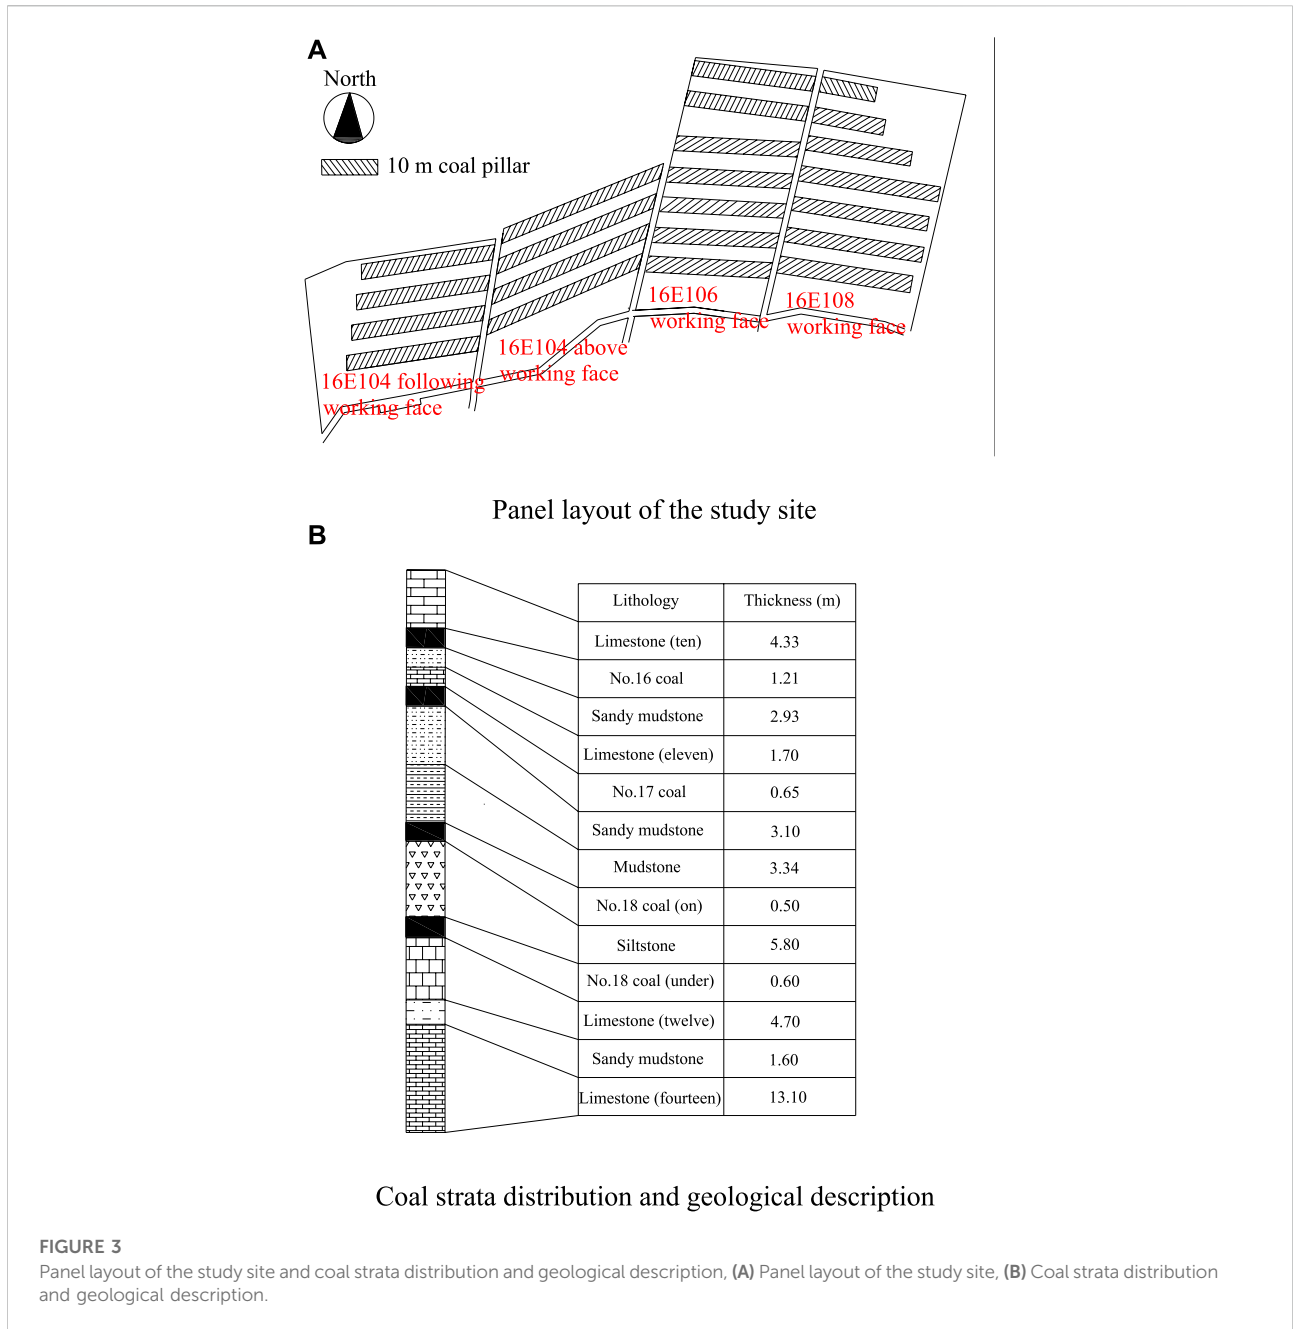 A
North
10 m coal pillar
16E106
working face
16E108
working face
16E104 above
working face
16E104 following
working face
Panel layout of the study site
B
Lithology Thickness (m)
Limestone (ten) 4.33
No.16 coal 1.21
Sandy mudstone 2.93
Limestone (eleven) 1.70
No.17 coal 0.65
Sandy mudstone 3.10
Mudstone 3.34
No.18 coal (on) 0.50
Siltstone 5.80
No.18 coal (under) 0.60
Limestone (twelve) 4.70
Sandy mudstone 1.60
Limestone (fourteen) 13.10
Coal strata distribution and geological description
FIGURE 3
Panel layout of the study site and coal strata distribution and geological description, (A) Panel layout of the study site, (B) Coal strata distribution
and geological description.